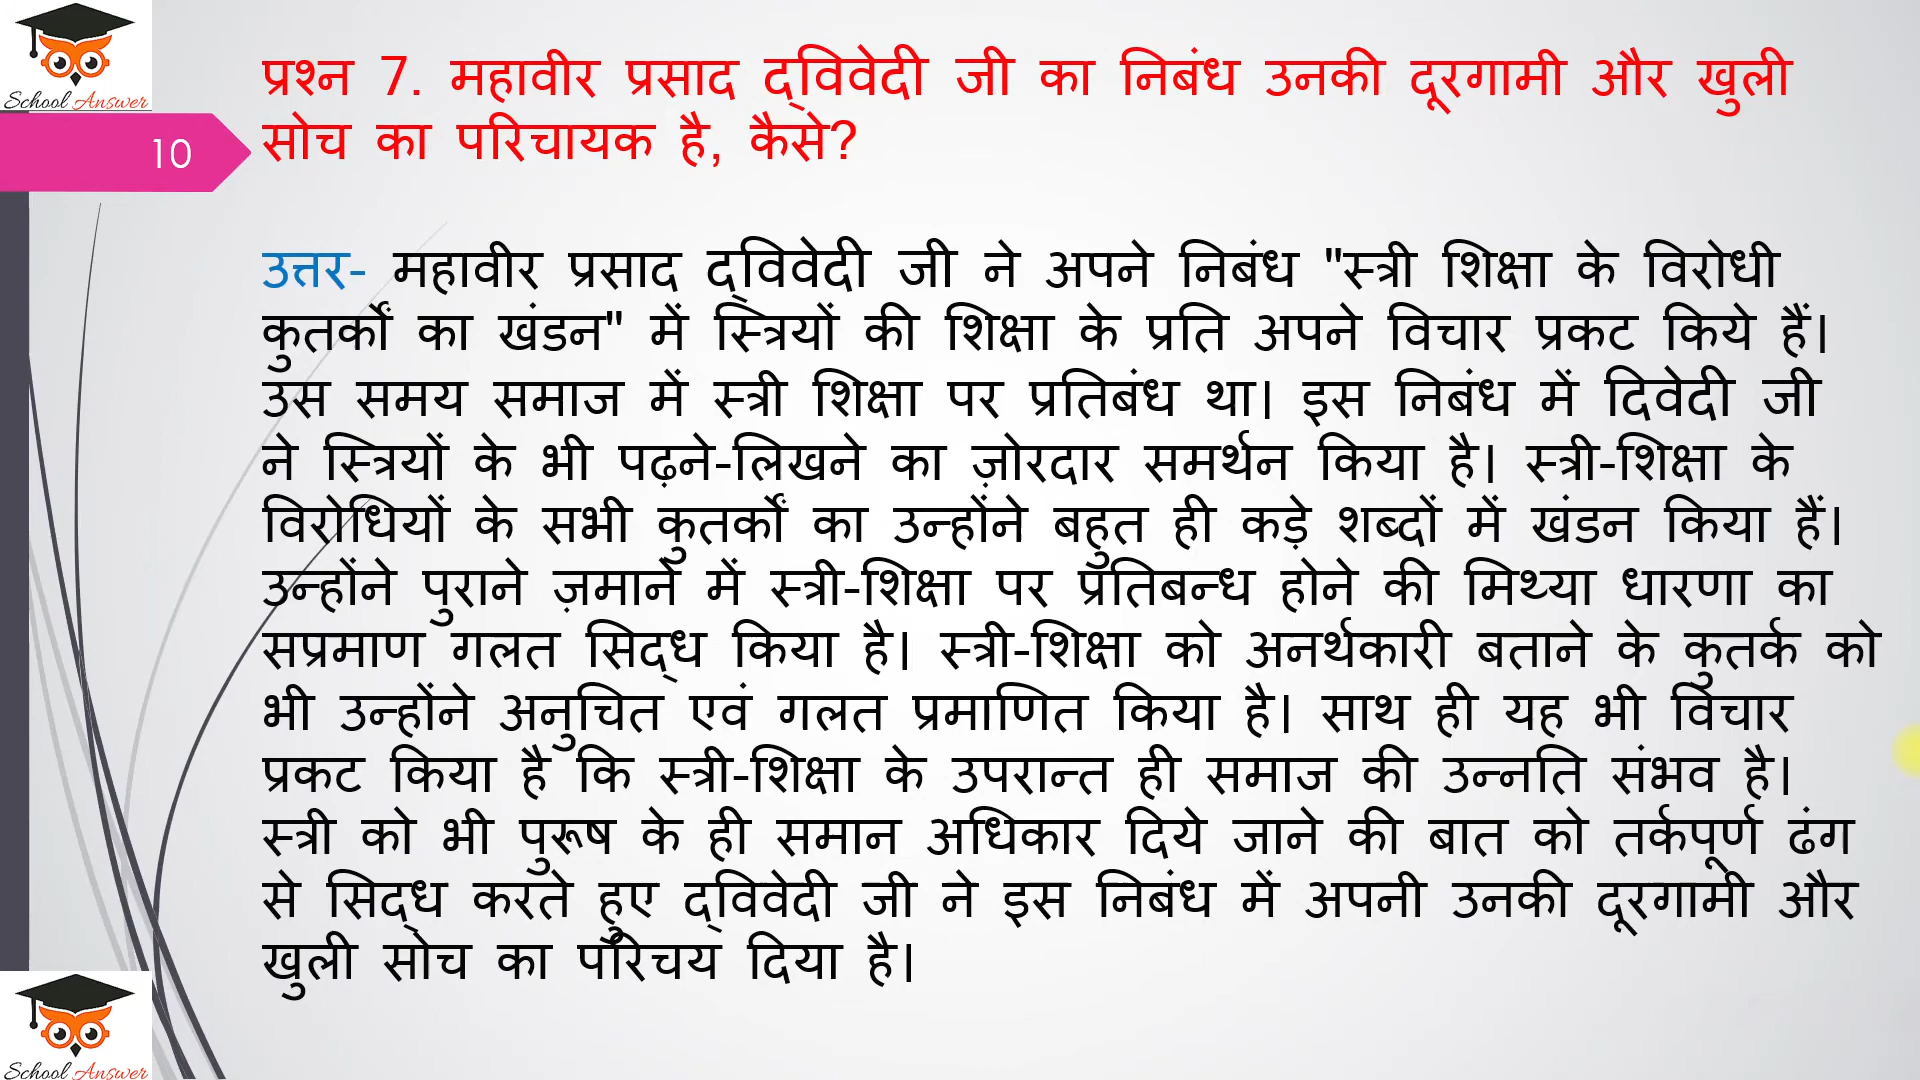 School Answer
10
प्रश्न 7. महावीर प्रसाद द्विवेदी जी का निबंध उनकी दूरगामी और खुली
सोच का परिचायक है, कैसे?
उत्तर- महावीर प्रसाद द्विवेदी जी ने अपने निबंध "स्त्री शिक्षा के विरोधी
कुतर्कों का खंडन" में स्त्रियों की शिक्षा के प्रति अपने विचार प्रकट किये हैं।
उस समय समाज में स्त्री शिक्षा पर प्रतिबंध था। इस निबंध में दिवेदी जी
ने स्त्रियों के भी पढ़ने-लिखने का ज़ोरदार समर्थन किया है। स्त्री-शिक्षा के
विरोधियों के सभी कुतर्कों का उन्होंने बहुत ही कड़े शब्दों में खंडन किया हैं।
उन्होंने पुराने ज़माने में स्त्री-शिक्षा पर प्रतिबन्ध होने की मिथ्या धारणा का
सप्रमाण गलत सिद्ध किया है। स्त्री-शिक्षा को अनर्थकारी बताने के कुतर्क को
भी उन्होंने अनुचित एवं गलत प्रमाणित किया है। साथ ही यह भी विचार
प्रकट किया है कि स्त्री-शिक्षा के उपरान्त ही समाज की उन्नति संभव है।
स्त्री को भी पुरूष के ही समान अधिकार दिये जाने की बात को तर्कपूर्ण ढंग
से सिद्ध करते हुए द्विवेदी जी ने इस निबंध में अपनी उनकी दूरगामी और
खुली सोच का परिचय दिया है।
School Answer